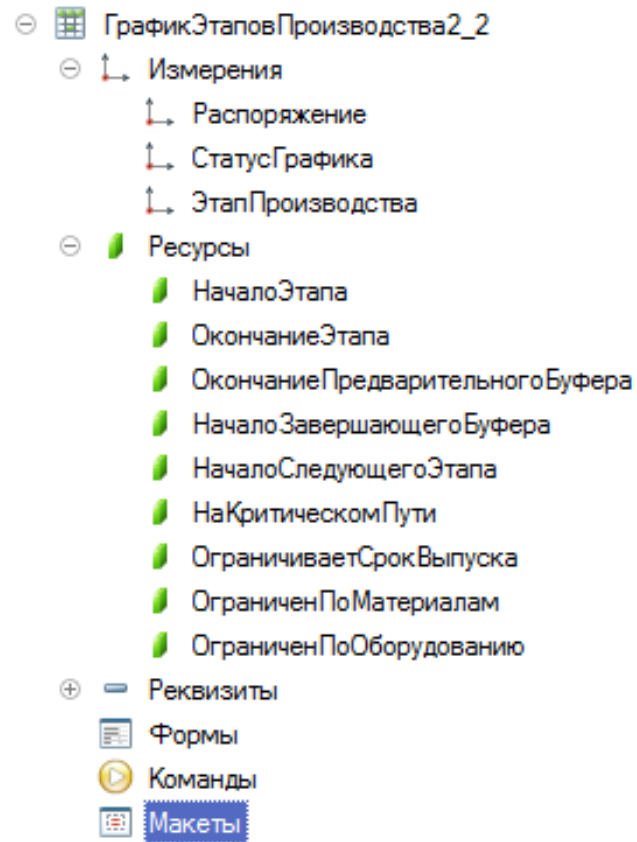 ГрафикЭтаповПроизводства2_2
Измерения
Распоряжение
СтатусГрафика
ЭтапПроизводства
Ресурсы
НачалоЭтапа
ОкончаниеЭтапа
ОкончаниеПредварительногоБуфера
НачалоЗавершающегоБуфера
НачалоСледующегоЭтапа
НаКритическомПути
ОграничиваетСрокВыпуска
ОграниченПоМатериалам
ОграниченПоОборудованию
Реквизиты
Формы
Команды
Макеты